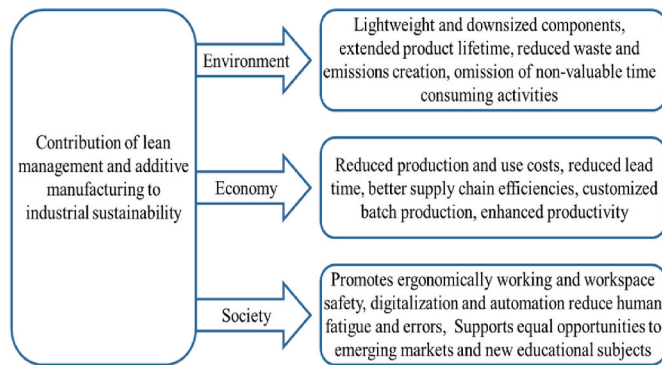 Contribution of lean
management and additive
manufacturing to
industrial sustainability
Environment
Lightweight and downsized components,
extended product lifetime, reduced waste and
emissions creation, omission of non-valuable time
consuming activities
Economy
Reduced production and use costs, reduced lead
time, better supply chain efficiencies, customized
batch production, enhanced productivity
Society
Promotes ergonomically working and workspace
safety, digitalization and automation reduce human
fatigue and errors, Supports equal opportunities to
emerging markets and new educational subjects